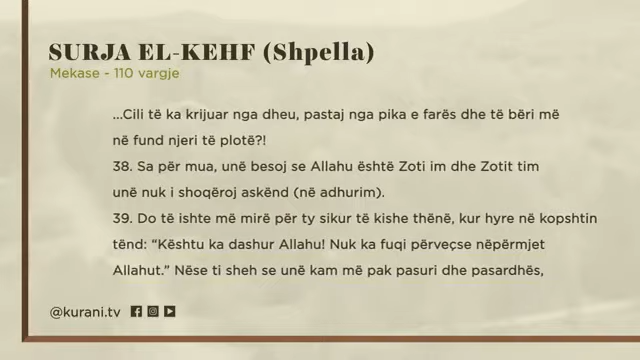 SURJA EL-KEHF (Shpella)
Mekase - 110 vargje
...Cili të ka krijuar nga dheu, pastaj nga pika e farës dhe të bëri më
në fund njeri të plotë?!
38. Sa për mua, unë besoj se Allahu është Zoti im dhe Zotit tim
unë nuk i shoqëroj askënd (në adhurim).
39. Do të ishte më mirë për ty sikur të kishe thënë, kur hyre në kopshtin
tënd: “Kështu ka dashur Allahu! Nuk ka fuqi përveçse nëpërmjet
Allahut.” Nëse ti sheh se unë kam më pak pasuri dhe pasardhës,
@kurani.tv